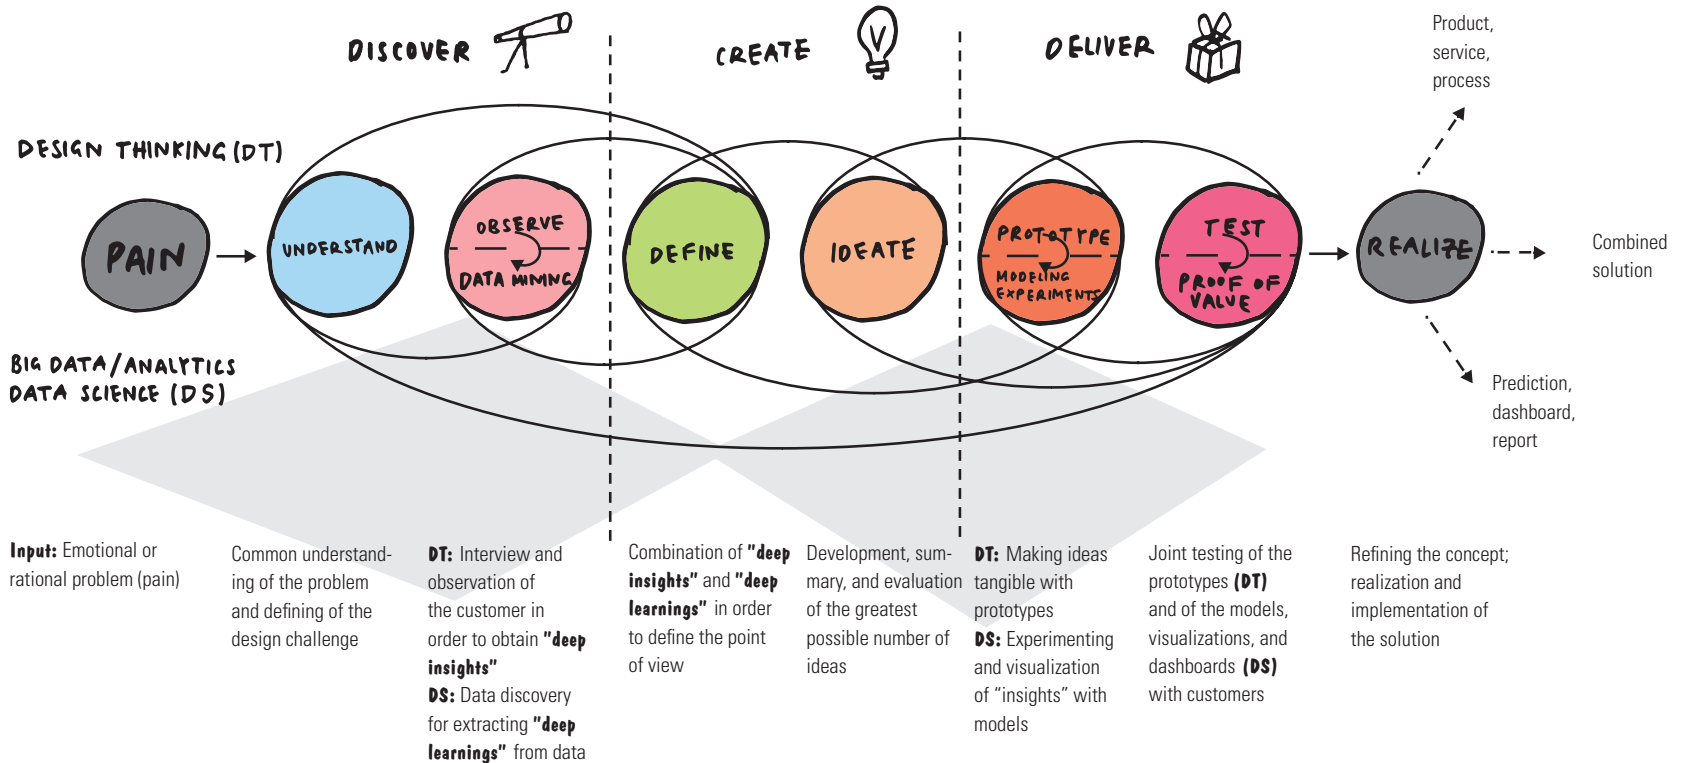 DISCOVER
CREATE
DELIVER
Product,
service,
process
DESIGN THINKING (DT)
PAIN
UNDERSTAND
OBSERVE
DATA MINING
DEFINE
IDEATE
PROTOTYPE
MODELING
EXPERIMENTS
TEST
PROOF OF
VALUE
REALIZE
Combined
solution
BIG DATA/ANALYTICS
DATA SCIENCE (DS)
Prediction,
dashboard,
report
Input: Emotional or
rational problem (pain)
Common understand-
ing of the problem
and defining of the
design challenge
DT: Interview and
observation of
the customer in
order to obtain "deep
insights"
DS: Data discovery
for extracting "deep
learnings" from data
Combination of "deep
insights" and "deep
learnings" in order
to define the point
of view
Development, sum-
mary, and evaluation
of the greatest
possible number of
ideas
DT: Making ideas
tangible with
prototypes
DS: Experimenting
and visualization
of “insights” with
models
Joint testing of the
prototypes (DT)
and of the models,
visualizations, and
dashboards (DS)
with customers
Refining the concept;
realization and
implementation of
the solution